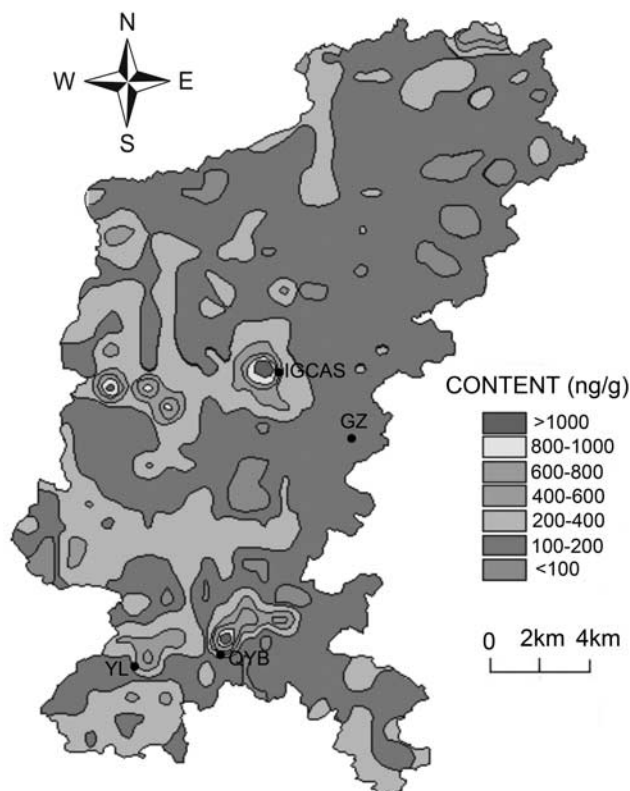 N
W E
S
IGCAS
CONTENT (ng/g)
GZ
>1000
800-1000
600-800
400-600
200-400
100-200
<100
0 2km 4km
YL
QYB